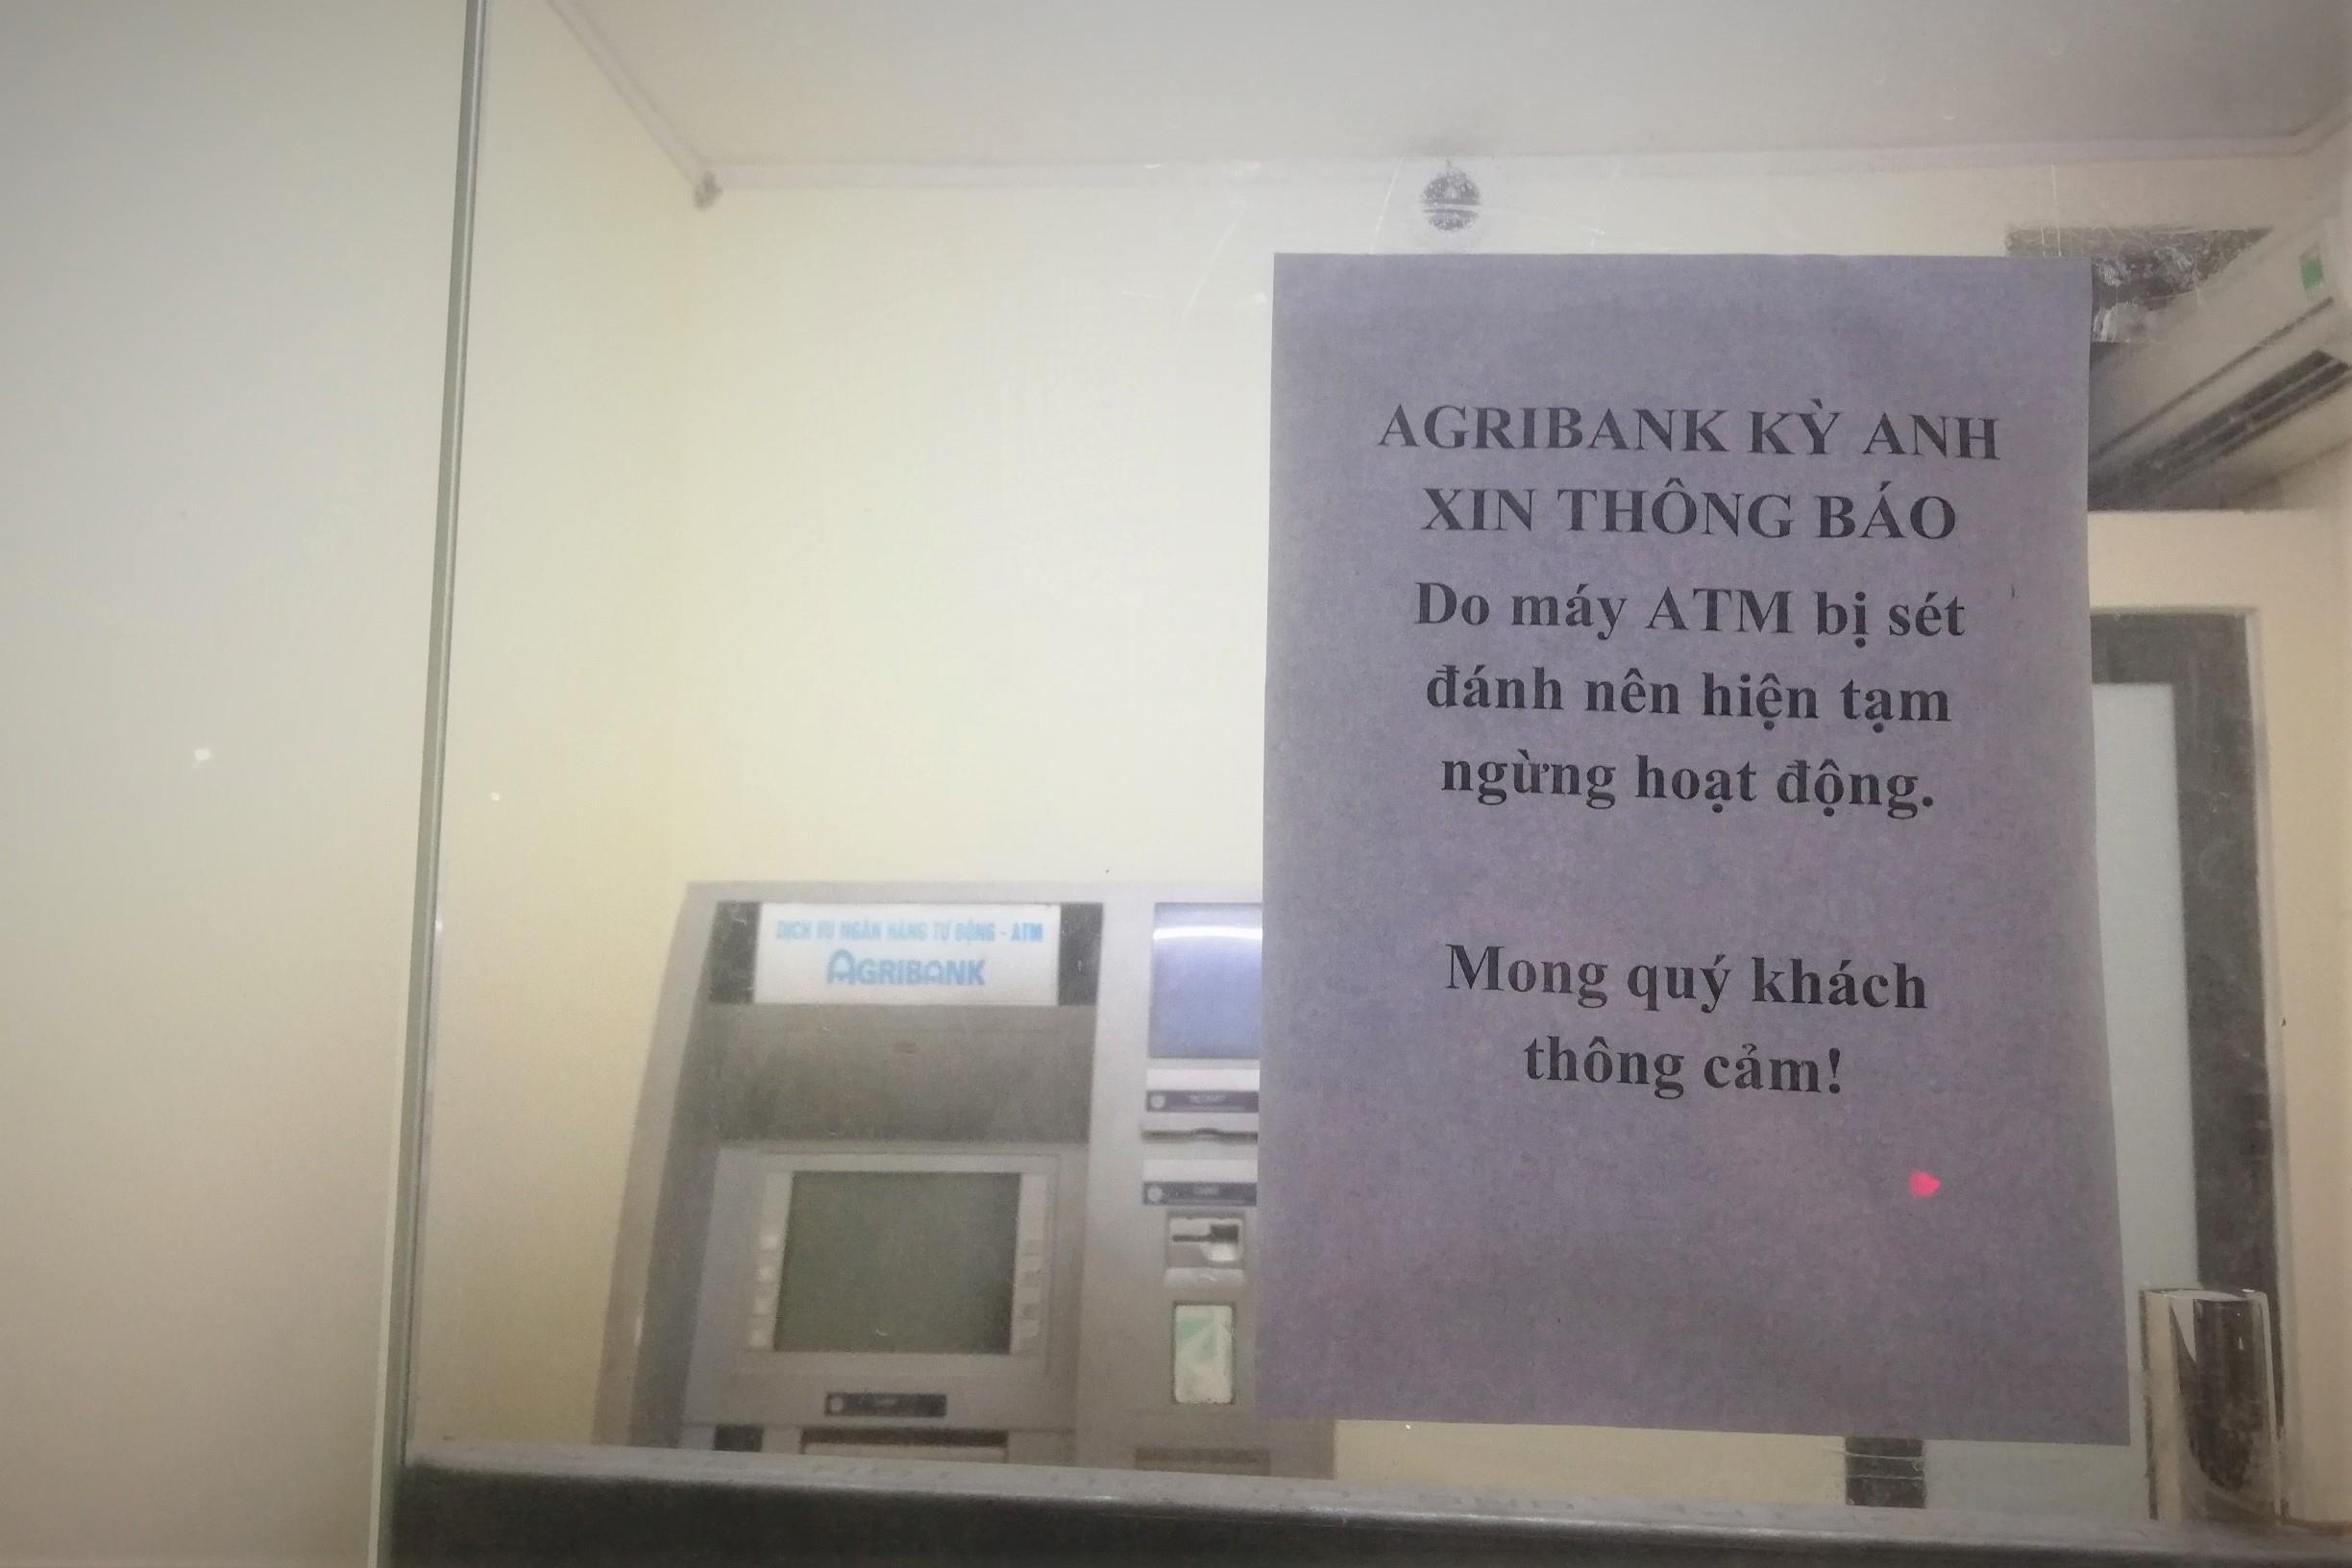 AGRIBANK KỲ ANH
XIN THÔNG BÁO
Do máy ATM bị sét
đánh nên hiện tạm
ngừng hoạt động.
Mong quý khách
thông cảm!
DỊCH VỤ NGÂN HÀNG TỰ ĐỘNG - ATM
AGRIBANK